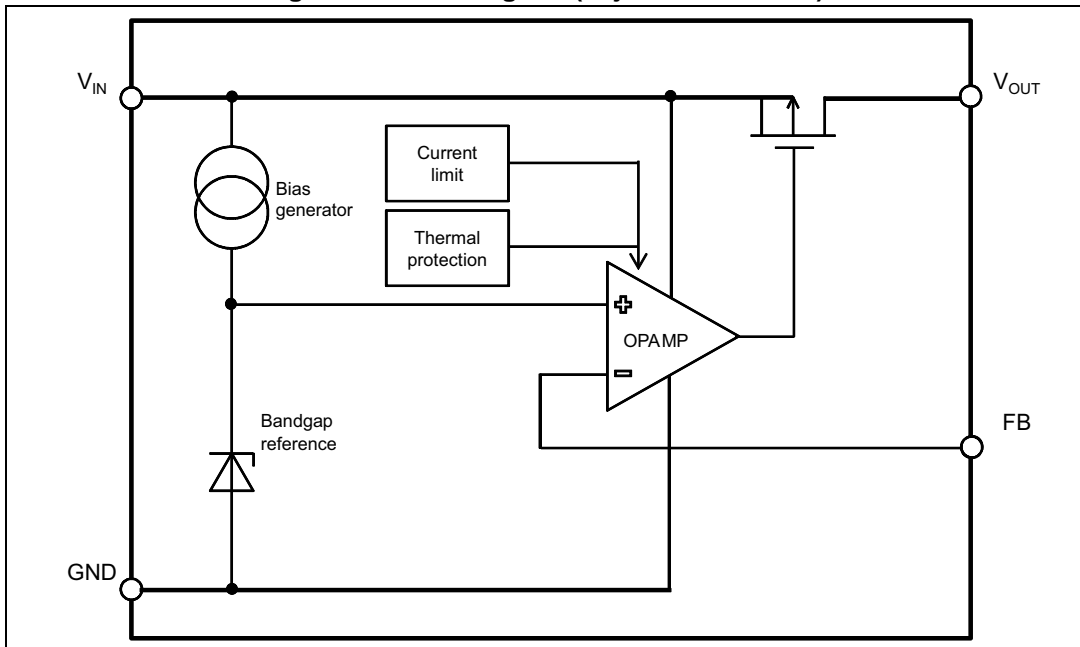 V_IN
V_OUT
Current
limit
Bias
generator
Thermal
protection
+
OPAMP
-
FB
Bandgap
reference
GND